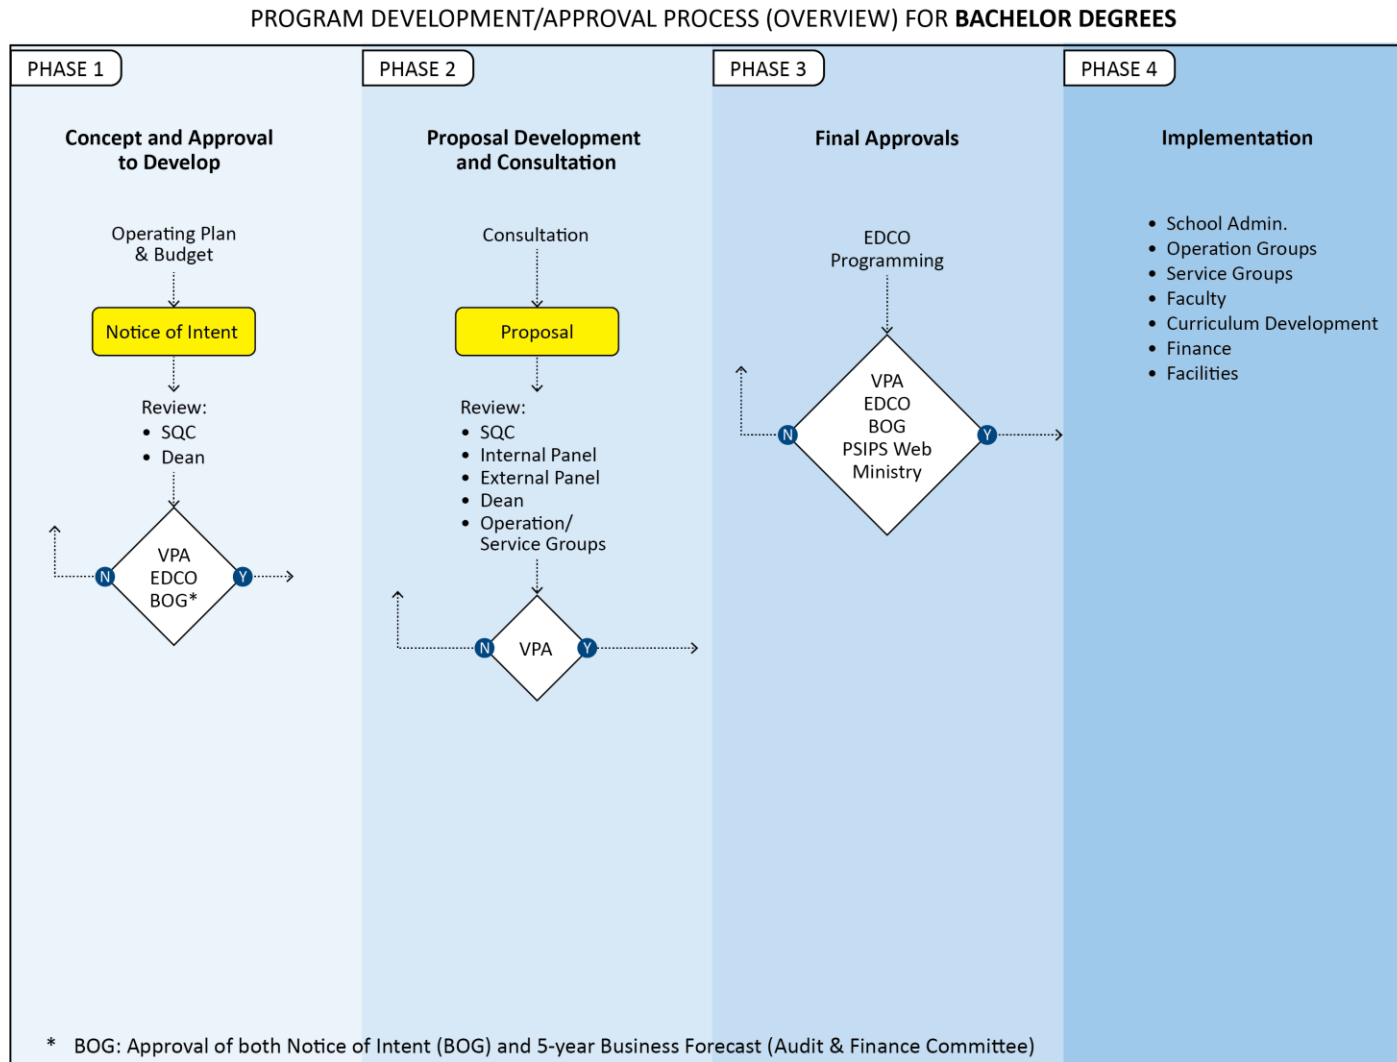 PROGRAM DEVELOPMENT/APPROVAL PROCESS (OVERVIEW) FOR BACHELOR DEGREES
PHASE 1
Concept and Approval
to Develop
Operating Plan
& Budget
Notice of Intent
Review:
• SQC
• Dean
VPA
EDCO
BOG*
N
Y
PHASE 2
Proposal Development
and Consultation
Consultation
Proposal
Review:
• SQC
• Internal Panel
• External Panel
• Dean
• Operation/
Service Groups
N
VPA
Y
PHASE 3
Final Approvals
EDCO
Programming
VPA
EDCO
BOG
PSIPS Web
Ministry
N
Y
PHASE 4
Implementation
• School Admin.
• Operation Groups
• Service Groups
• Faculty
• Curriculum Development
• Finance
• Facilities
* BOG: Approval of both Notice of Intent (BOG) and 5-year Business Forecast (Audit & Finance Committee)